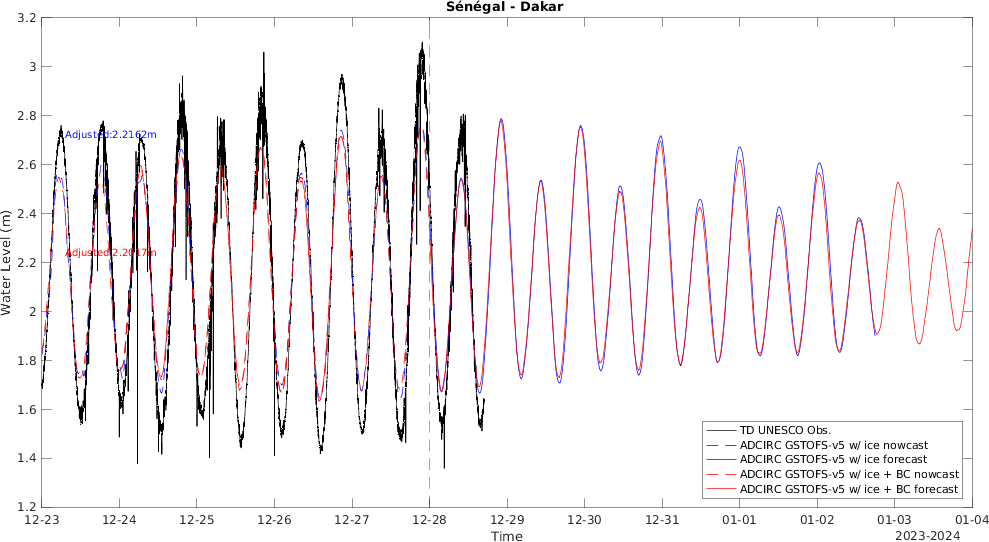 Sénégal - Dakar
3.2
3
2.8
2.6
2.4
2.2
2
1.8
1.6
1.4
1.2
Water Level (m)
Adjusted:2.2162m
Adjusted:2.2017m
TD UNESCO Obs.
ADCIRC GSTOFS-v5 w/ ice nowcast
ADCIRC GSTOFS-v5 w/ ice forecast
ADCIRC GSTOFS-v5 w/ ice + BC nowcast
ADCIRC GSTOFS-v5 w/ ice + BC forecast
12-23 12-24 12-25 12-26 12-27 12-28 12-29 12-30 12-31 01-01 01-02 01-03 01-04
Time
2023-2024